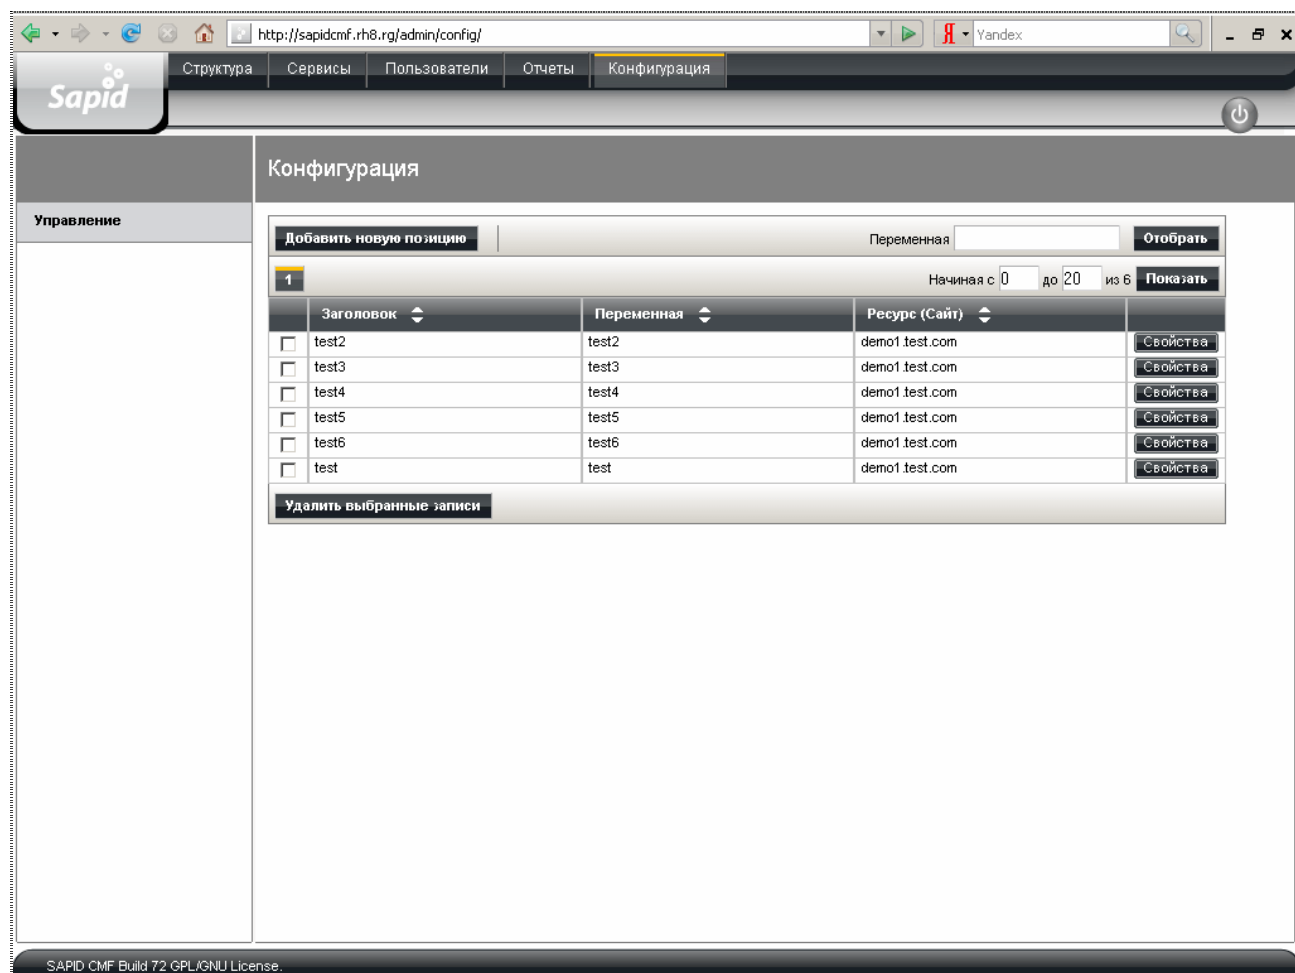 http://sapidcmf.rh8.rg/admin/config/ Я Yandex
Sapid
Структура Сервисы Пользователи Отчеты Конфигурация
Конфигурация
Управление
Добавить новую позицию Переменная Отобрать
1 Начиная с 0 до 20 из 6 Показать
Заголовок Переменная Ресурс (Сайт)
test2 test2 demo1.test.com Свойства
test3 test3 demo1.test.com Свойства
test4 test4 demo1.test.com Свойства
test5 test5 demo1.test.com Свойства
test6 test6 demo1.test.com Свойства
test test demo1.test.com Свойства
Удалить выбранные записи
SAPID CMF Build 72 GPL/GNU License.